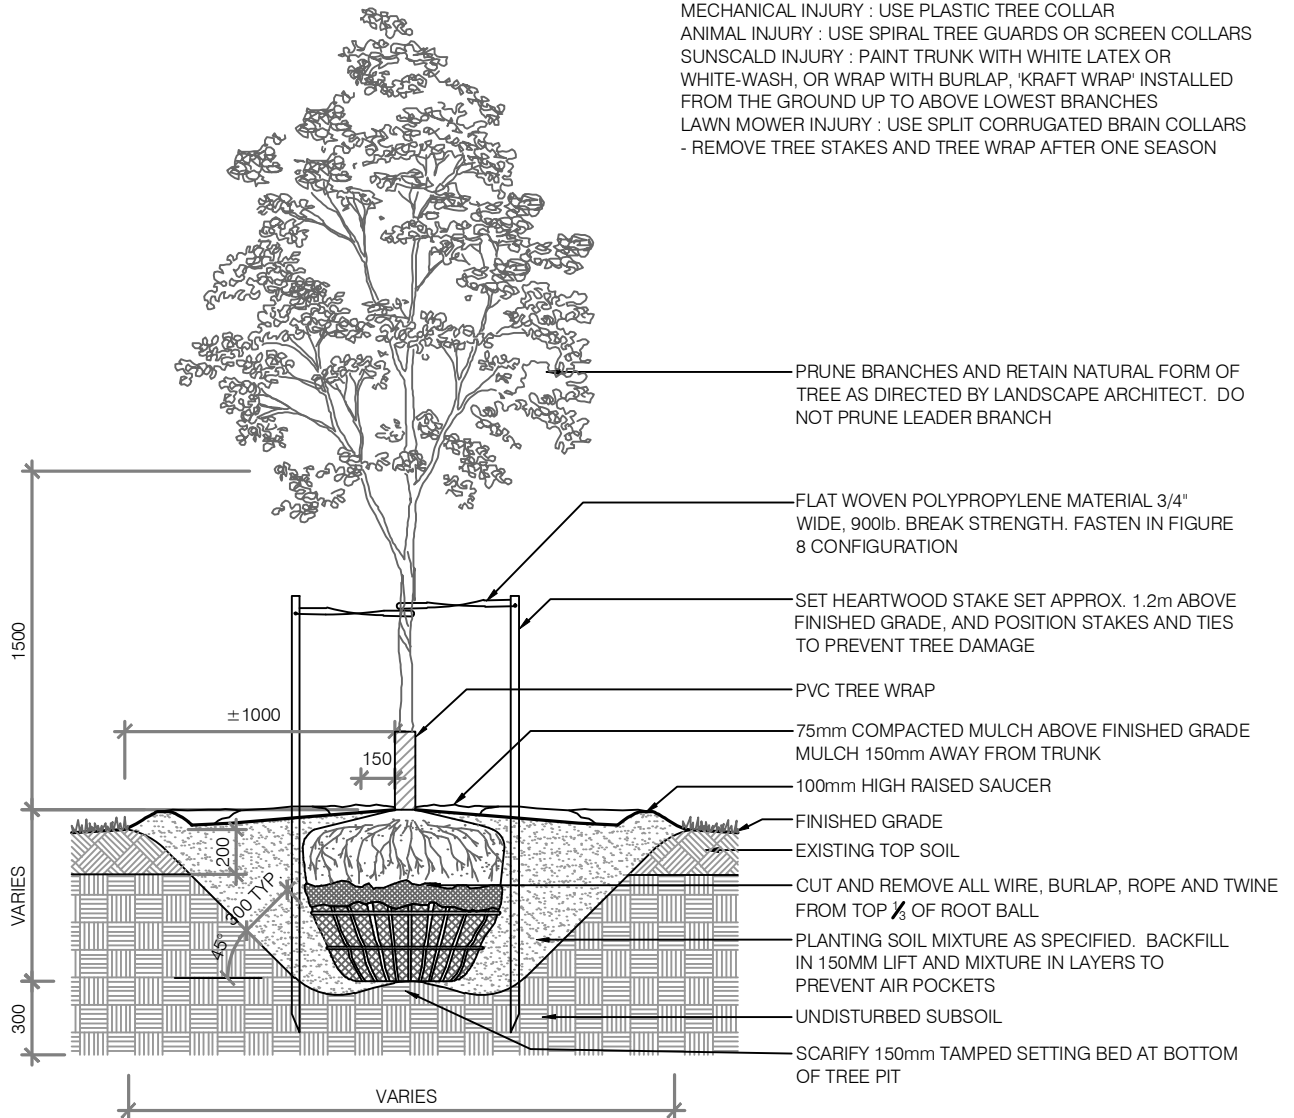 MECHANICAL INJURY : USE PLASTIC TREE COLLAR
ANIMAL INJURY : USE SPIRAL TREE GUARDS OR SCREEN COLLARS
SUNSCALD INJURY : PAINT TRUNK WITH WHITE LATEX OR
WHITE-WASH, OR WRAP WITH BURLAP, 'KRAFT WRAP' INSTALLED
FROM THE GROUND UP TO ABOVE LOWEST BRANCHES
LAWN MOWER INJURY : USE SPLIT CORRUGATED BRAIN COLLARS
- REMOVE TREE STAKES AND TREE WRAP AFTER ONE SEASON
PRUNE BRANCHES AND RETAIN NATURAL FORM OF
TREE AS DIRECTED BY LANDSCAPE ARCHITECT. DO
NOT PRUNE LEADER BRANCH
FLAT WOVEN POLYPROPYLENE MATERIAL 3/4"
WIDE, 900lb. BREAK STRENGTH. FASTEN IN FIGURE
8 CONFIGURATION
SET HEARTWOOD STAKE SET APPROX. 1.2m ABOVE
FINISHED GRADE, AND POSITION STAKES AND TIES
TO PREVENT TREE DAMAGE
PVC TREE WRAP
75mm COMPACTED MULCH ABOVE FINISHED GRADE
MULCH 150mm AWAY FROM TRUNK
100mm HIGH RAISED SAUCER
FINISHED GRADE
EXISTING TOP SOIL
CUT AND REMOVE ALL WIRE, BURLAP, ROPE AND TWINE
FROM TOP 1/3 OF ROOT BALL
PLANTING SOIL MIXTURE AS SPECIFIED. BACKFILL
IN 150MM LIFT AND MIXTURE IN LAYERS TO
PREVENT AIR POCKETS
UNDISTURBED SUBSOIL
SCARIFY 150mm TAMPED SETTING BED AT BOTTOM
OF TREE PIT
1500
±1000
150
200
300 TYP
45°
VARIES
300
VARIES